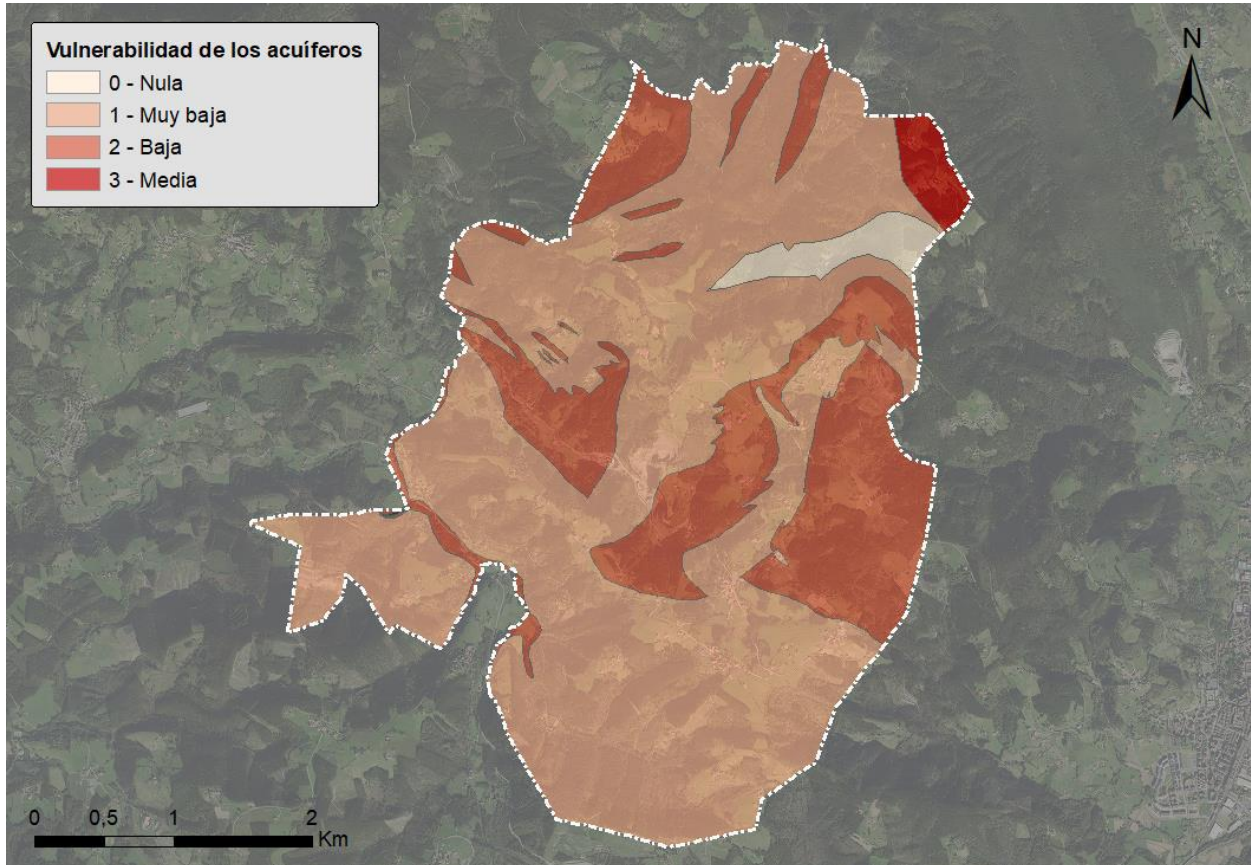 Vulnerabilidad de los acuíferos
0 - Nula
1 - Muy baja
2 - Baja
3 - Media
N
0 0,5 1 2
Km